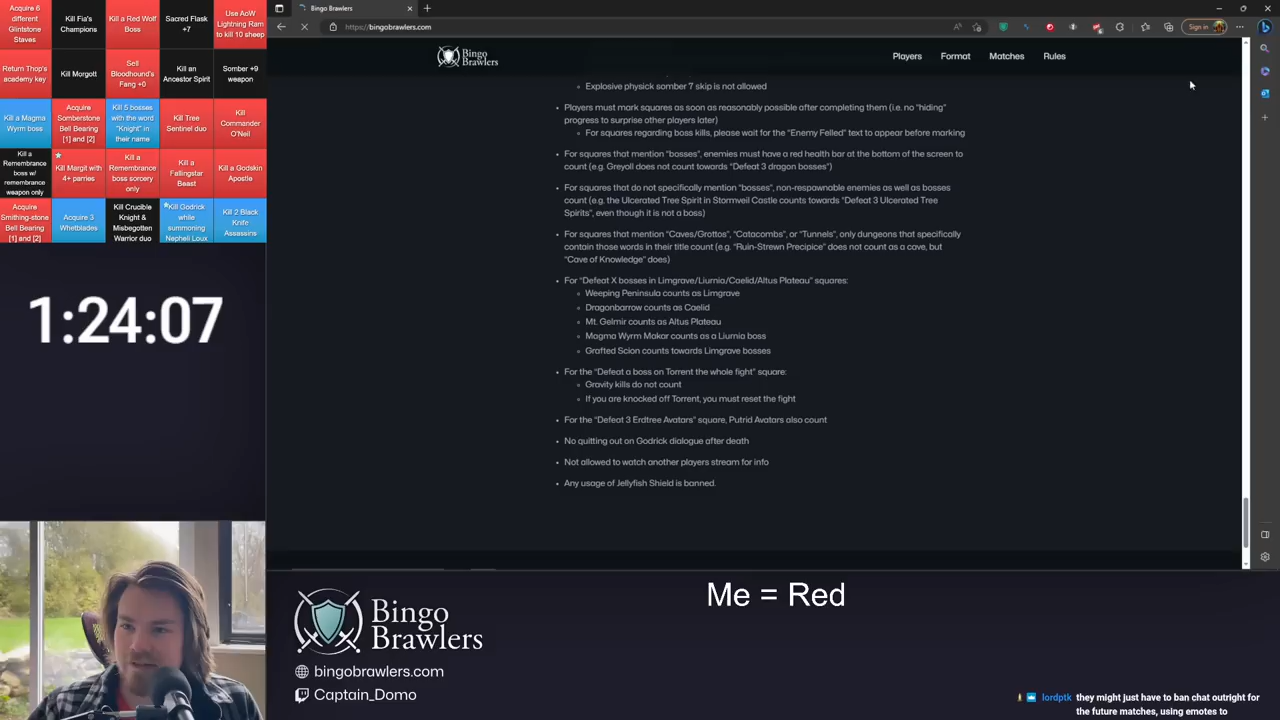 Acquire 6
different
Glintstone
Staves
Kill Fia's
Champions
Kill a Red Wolf
Boss
Sacred Flask
+7
Use AoW
Lightning Ram
to kill 10 sheep
Return Thop's
academy key
Kill Morgott
Sell
Bloodhound's
Fang +0
Kill an
Ancestor Spirit
Somber +9
weapon
Kill a Magma
Wyrm boss
Acquire
Somberstone
Bell Bearing
[1] and [2]
Kill 5 bosses
with the word
"Knight" in
their name
Kill Tree
Sentinel duo
Kill
Commander
O'Neil
Kill a
Remembrance
boss w/
remembrance
weapon only
Kill Margit with
4+ parries
Kill a
Remembrance
boss sorcery
only
Kill a
Fallingstar
Beast
Kill a Godskin
Apostle
Acquire
Smithing-stone
Bell Bearing
[1] and [2]
Acquire 3
Whetblades
Kill Crucible
Knight &
Misbegotten
Warrior duo
Kill Godrick
while
summoning
Nepheli Loux
Kill 2 Black
Knife
Assassins
1:24:07
Bingo Brawlers
https://bingobrawlers.com
Sign in
Bingo
Brawlers
Players Format Matches Rules
Explosive physick somber 7 skip is not allowed
Players must mark squares as soon as reasonably possible after completing them (i.e. no "hiding"
progress to surprise other players later)
For squares regarding boss kills, please wait for the "Enemy Felled" text to appear before marking
For squares that mention "bosses", enemies must have a red health bar at the bottom of the screen to
count (e.g. Greyoll does not count towards "Defeat 3 dragon bosses")
For squares that do not specifically mention "bosses", non-respawnable enemies as well as bosses
count (e.g. the Ulcerated Tree Spirit in Stormveil Castle counts towards "Defeat 3 Ulcerated Tree
Spirits", even though it is not a boss)
For squares that mention "Caves/Grottos", "Catacombs", or "Tunnels", only dungeons that specifically
contain those words in their title count (e.g. "Ruin-Strewn Precipice" does not count as a cave, but
"Cave of Knowledge" does)
For "Defeat X bosses in Limgrave/Liurnia/Caelid/Altus Plateau" squares:
Weeping Peninsula counts as Limgrave
Dragonbarrow counts as Caelid
Mt. Gelmir counts as Altus Plateau
Magma Wyrm Makar counts as a Liurnia boss
Grafted Scion counts towards Limgrave bosses
For the "Defeat a boss on Torrent the whole fight" square:
Gravity kills do not count
If you are knocked off Torrent, you must reset the fight
For the "Defeat 3 Erdtree Avatars" square, Putrid Avatars also count
No quitting out on Godrick dialogue after death
Not allowed to watch another players stream for info
Any usage of Jellyfish Shield is banned.
Me = Red
Bingo
Brawlers
bingobrawlers.com
Captain_Domo
lordptk they might just have to ban chat outright for
the future matches, using emotes to